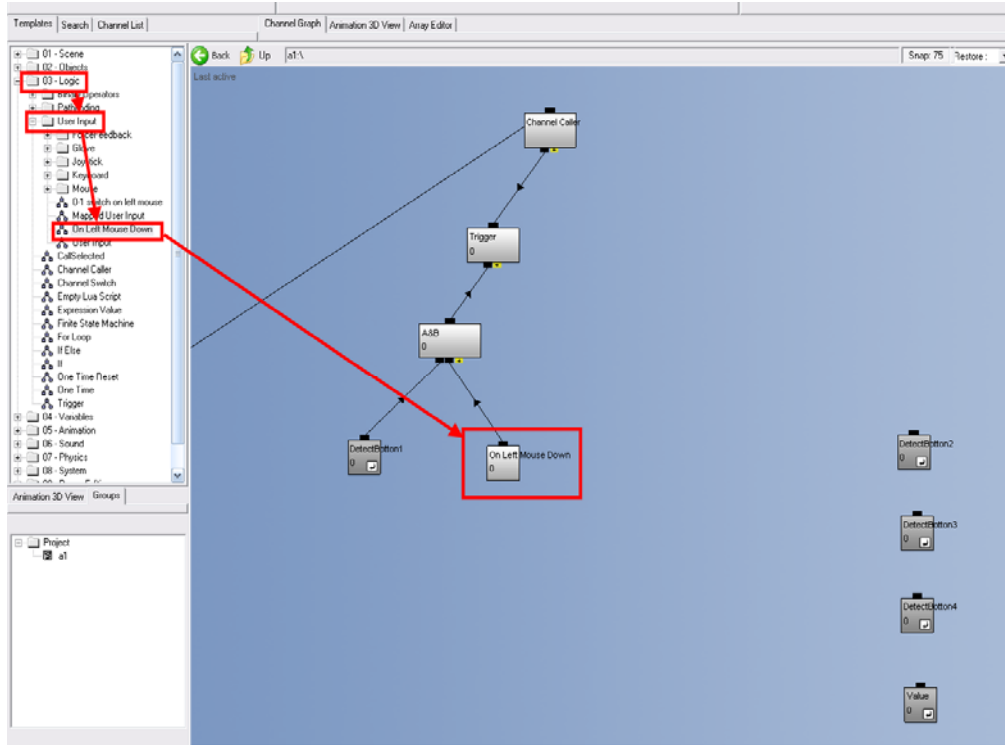 Templates Search Channel List Channel Graph Animation 3D View Array Editor
Back Up a1:\ Snap: 75 Restore :
Last active
01 - Scene
02 - Objects
03 - Logic
Binary Operators
Pathfinding
User Input
Force Feedback
Glove
Joystick
Keyboard
Mouse
0-1 switch on left mouse
Mapped User Input
On Left Mouse Down
User Input
CallSelected
Channel Caller
Channel Switch
Empty Lua Script
Expression Value
Finite State Machine
For Loop
If Else
If
One Time Reset
One Time
Trigger
04 - Variables
05 - Animation
06 - Sound
07 - Physics
08 - System
Animation 3D View Groups
Project
a1
Channel Caller
Trigger
0
A&B
0
DetectBotton1
0
On Left Mouse Down
0
DetectBotton2
0
DetectBotton3
0
DetectBotton4
0
Value
0